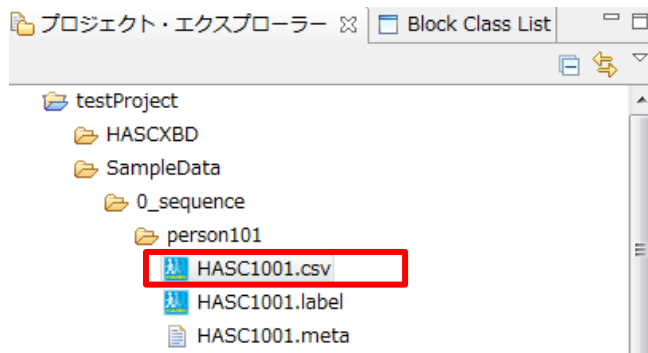 プロジェクト・エクスプローラー Block Class List
testProject
HASCXBD
SampleData
0_sequence
person101
HASC1001.csv
HASC1001.label
HASC1001.meta